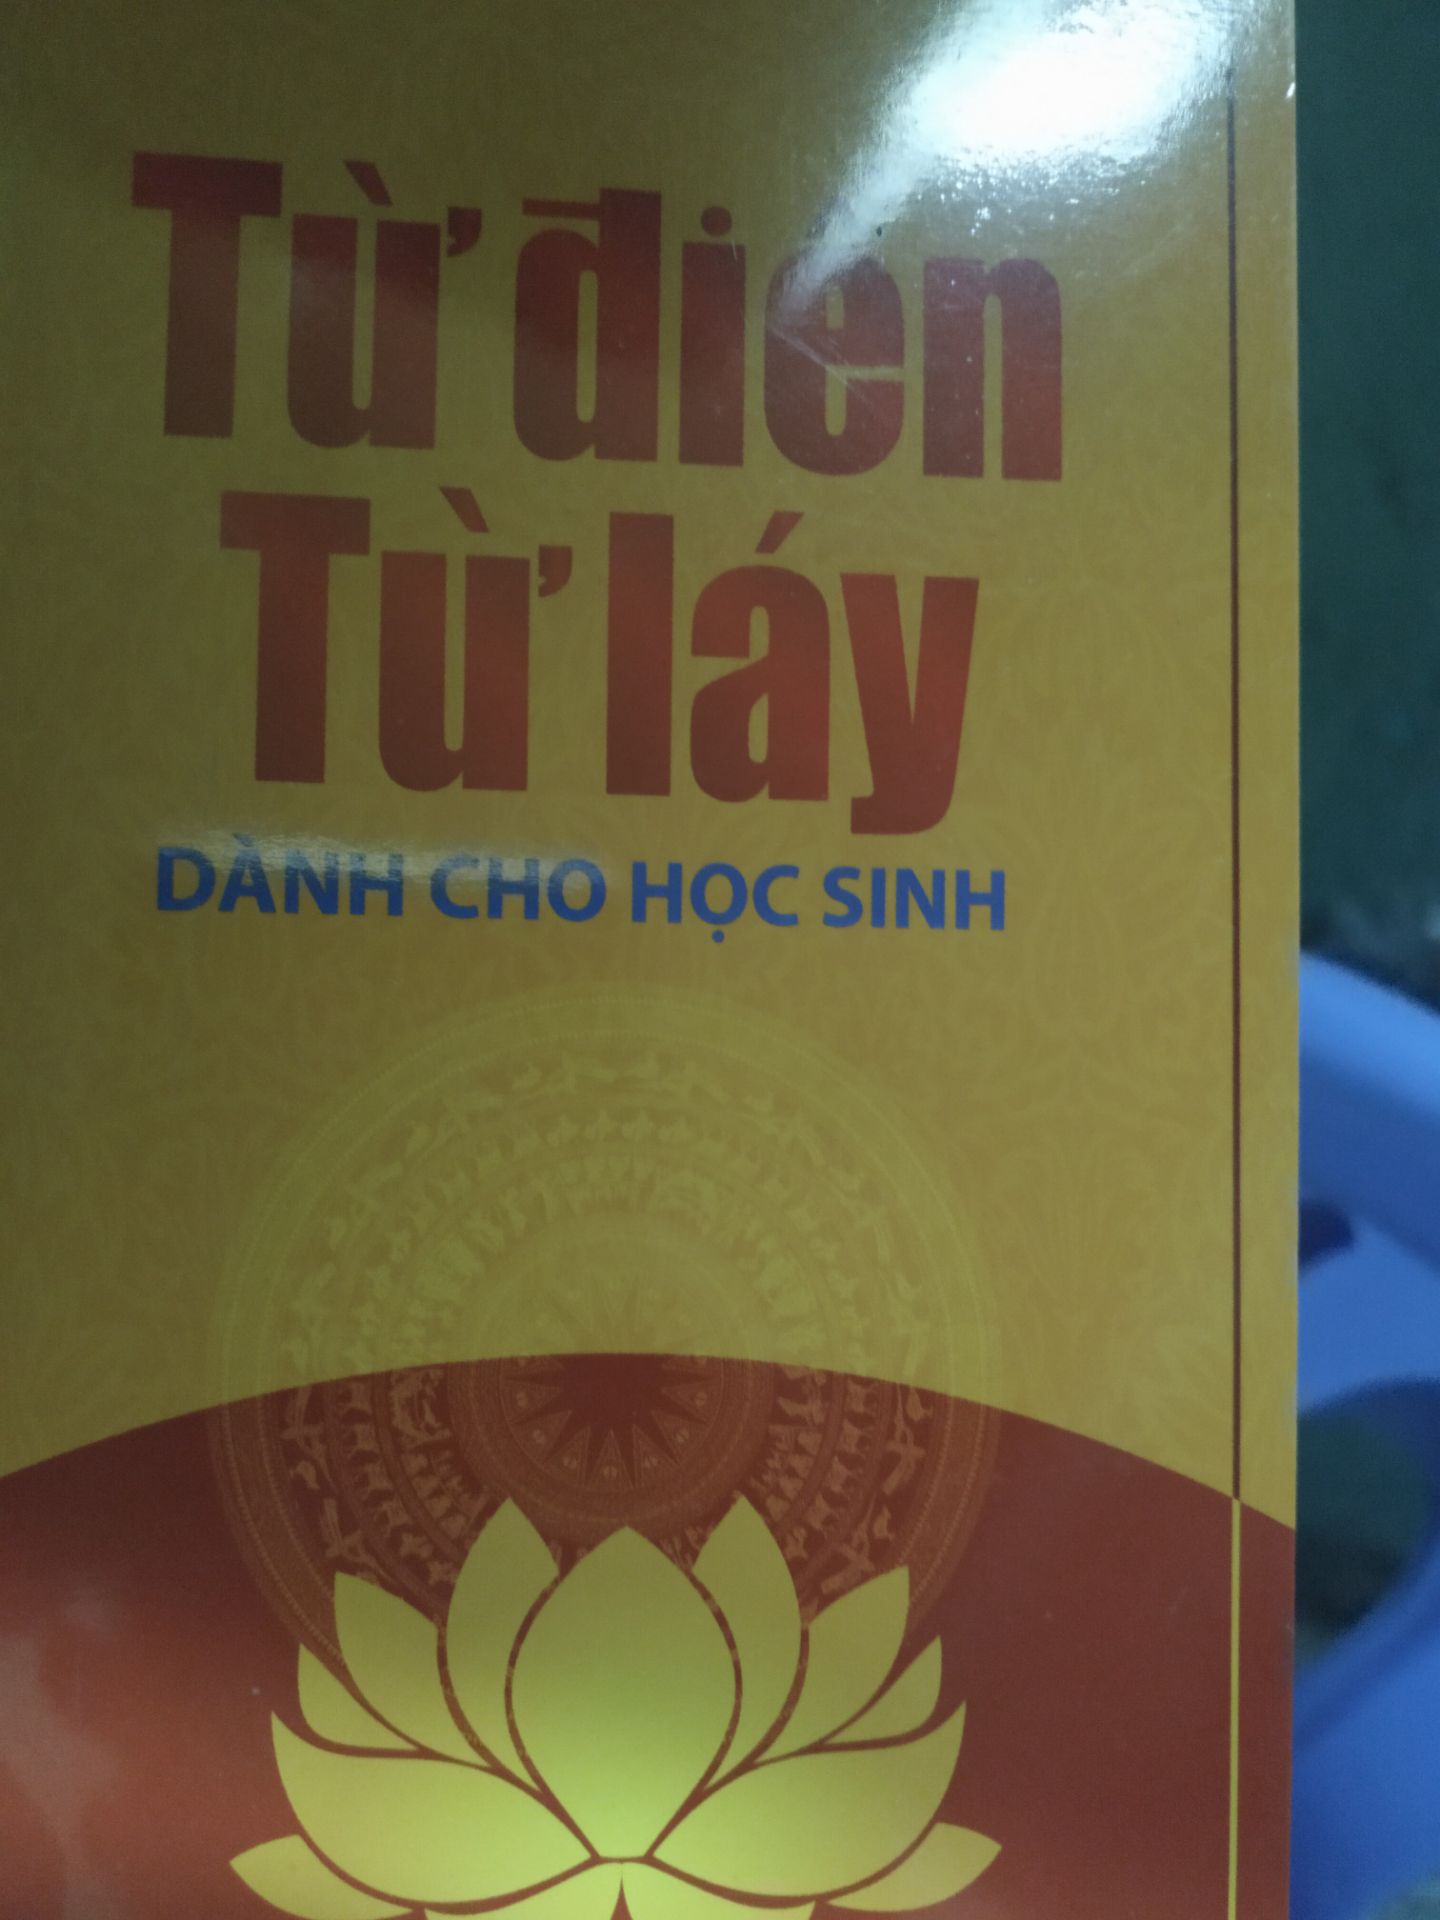 Từ điển
Từ láy
DÀNH CHO HỌC SINH